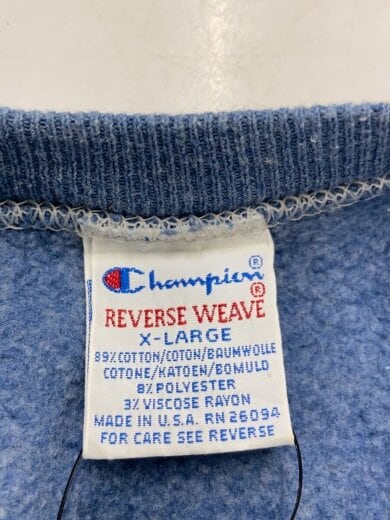 Champion®
REVERSE WEAVE®
X-LARGE
89% COTTON/COTON/BAUMWOLLE
COTONE/KATOEN/BOMULD
8% POLYESTER
3% VISCOSE RAYON
MADE IN U.S.A. RN 26094
FOR CARE SEE REVERSE